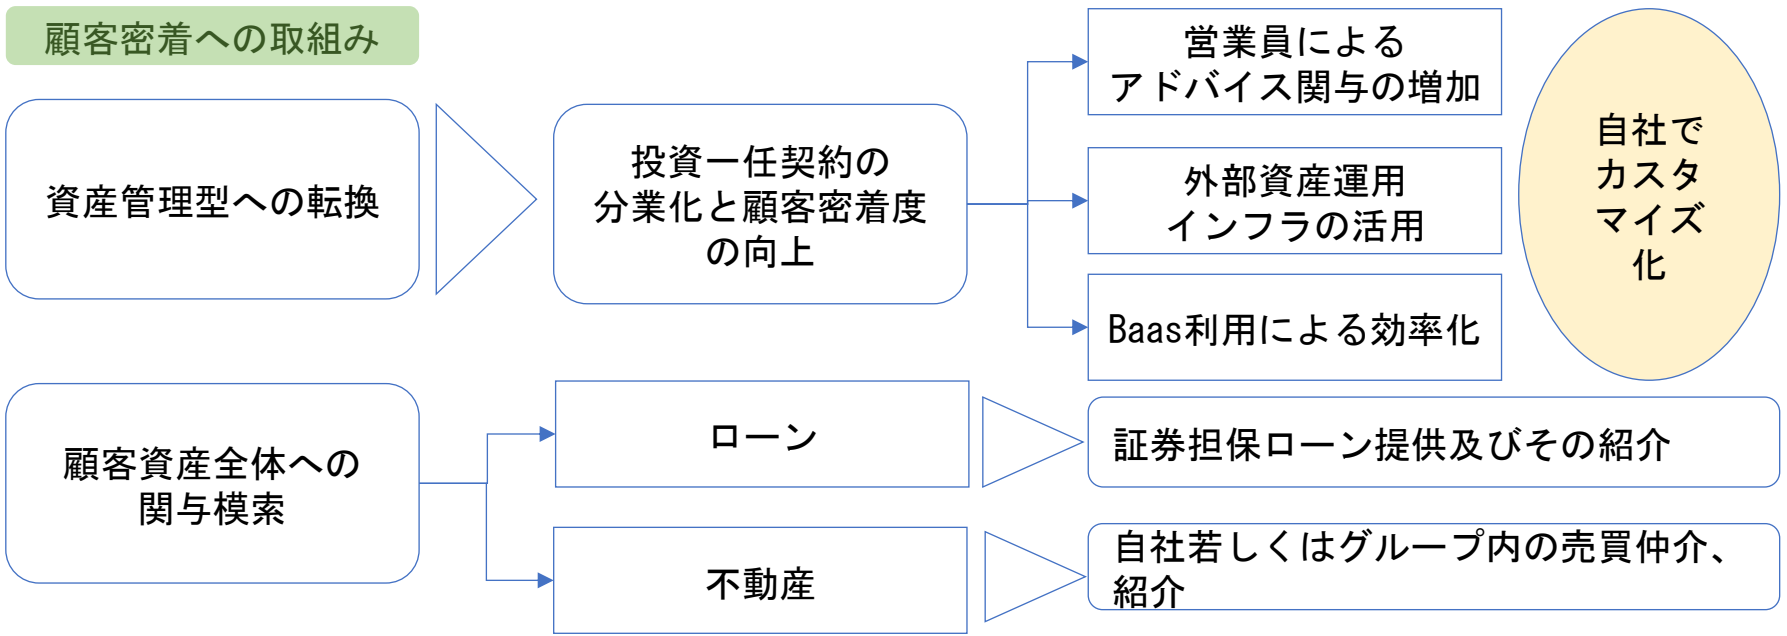 顧客密着への取組み
資産管理型への転換
投資一任契約の
分業化と顧客密着度
の向上
営業員による
アドバイス関与の増加
外部資産運用
インフラの活用
Baas利用による効率化
自社で
カスタ
マイズ
化
顧客資産全体への
関与模索
ローン
証券担保ローン提供及びその紹介
不動産
自社若しくはグループ内の売買仲介、
紹介